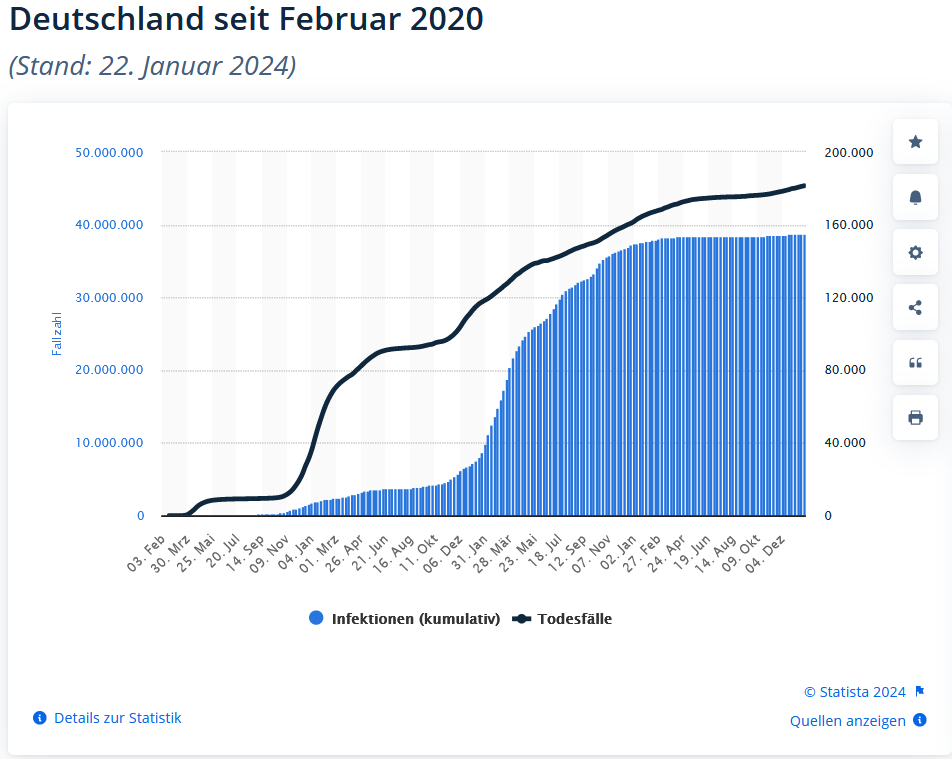 Deutschland seit Februar 2020
(Stand: 22. Januar 2024)
50.000.000
200.000
40.000.000
160.000
30.000.000
120.000
Fallzahl
20.000.000
80.000
10.000.000
40.000
0
0
03. Feb
30. Mrz
25. Mai
20. Jul
14. Sep
09. Nov
04. Jan
01. Mrz
26. Apr
21. Jun
16. Aug
11. Okt
06. Dez
31. Jan
28. Mär
23. Mai
18. Jul
12. Sep
07. Nov
02. Jan
27. Feb
24. Apr
19. Jun
14. Aug
09. Okt
04. Dez
Infektionen (kumulativ) Todesfälle
© Statista 2024
Details zur Statistik
Quellen anzeigen